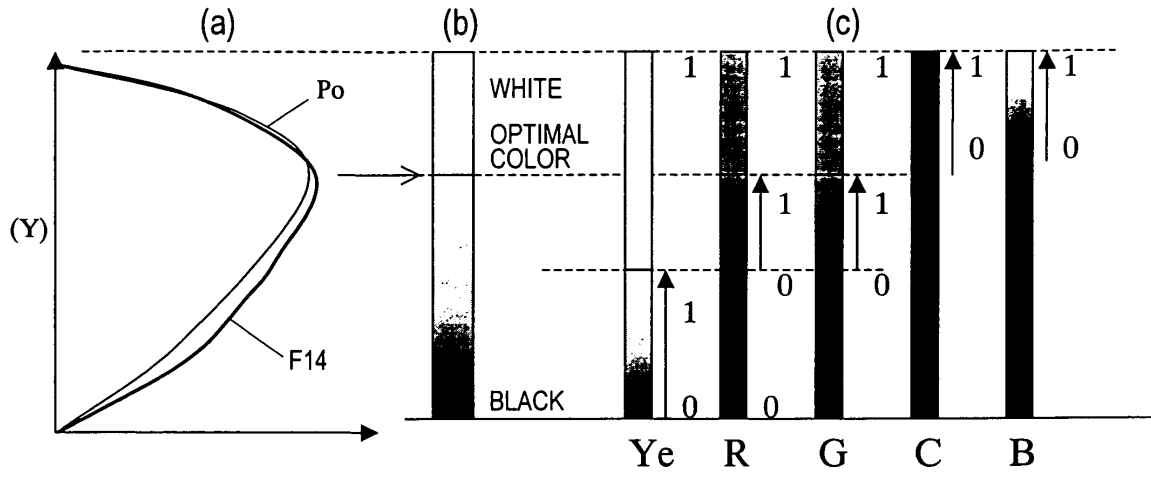 (a)
(b)
(c)
Po
(Y)
F14
WHITE
OPTIMAL
COLOR
BLACK
1 1 1 1 1
0 0
1 1
0 0
1
0 0
Ye R G C B